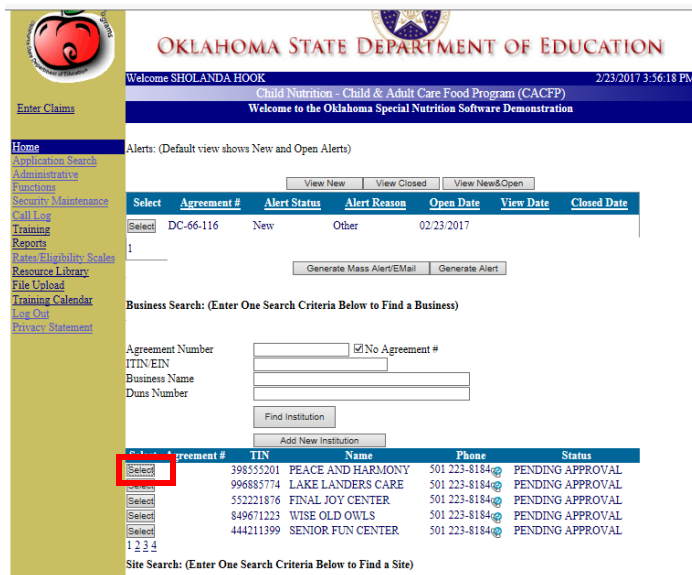 OKLAHOMA STATE DEPARTMENT OF EDUCATION
Welcome SHOLANDA HOOK 2/23/2017 3:56:18 PM
Child Nutrition - Child & Adult Care Food Program (CACFP)
Welcome to the Oklahoma Special Nutrition Software Demonstration
Enter Claims
Home
Application Search
Administrative
Functions
Security Maintenance
Call Log
Training
Reports
Rates/Eligibility Scales
Resource Library
File Upload
Training Calendar
Log Out
Privacy Statement
Alerts: (Default view shows New and Open Alerts)
View New View Closed View New&Open
Select Agreement # Alert Status Alert Reason Open Date View Date Closed Date
Select DC-66-116 New Other 02/23/2017
1
Generate Mass Alert/EMail Generate Alert
Business Search: (Enter One Search Criteria Below to Find a Business)
Agreement Number No Agreement #
ITIN/EIN
Business Name
Duns Number
Find Institution
Add New Institution
Select Agreement # TIN Name Phone Status
Select 398555201 PEACE AND HARMONY 501 223-8184 PENDING APPROVAL
Select 996885774 LAKE LANDERS CARE 501 223-8184 PENDING APPROVAL
Select 552221876 FINAL JOY CENTER 501 223-8184 PENDING APPROVAL
Select 849671223 WISE OLD OWLS 501 223-8184 PENDING APPROVAL
Select 444211399 SENIOR FUN CENTER 501 223-8184 PENDING APPROVAL
1 2 3 4
Site Search: (Enter One Search Criteria Below to Find a Site)